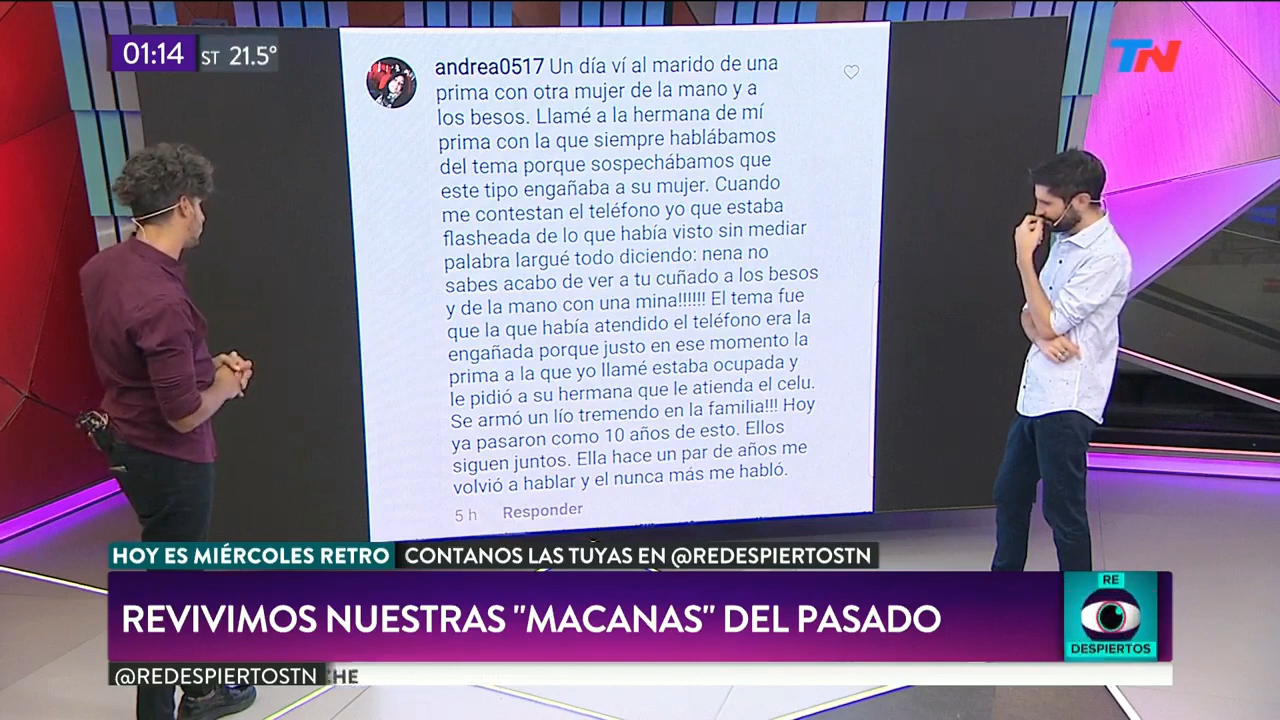 01:14 ST 21.5°
TN
andrea0517 Un día ví al marido de una
prima con otra mujer de la mano y a
los besos. Llamé a la hermana de mí
prima con la que siempre hablábamos
del tema porque sospechábamos que
este tipo engañaba a su mujer. Cuando
me contestan el teléfono yo que estaba
flasheada de lo que había visto sin mediar
palabra largué todo diciendo: nena no
sabes acabo de ver a tu cuñado a los besos
y de la mano con una mina!!!!!! El tema fue
que la que había atendido el teléfono era la
engañada porque justo en ese momento la
prima a la que yo llamé estaba ocupada y
le pidió a su hermana que le atienda el celu.
Se armó un lío tremendo en la familia!!! Hoy
ya pasaron como 10 años de esto. Ellos
siguen juntos. Ella hace un par de años me
volvió a hablar y el nunca más me habló.
5 h Responder
HOY ES MIÉRCOLES RETRO CONTANOS LAS TUYAS EN @REDESPIERTOSTN
REVIVIMOS NUESTRAS "MACANAS" DEL PASADO
RE
DESPIERTOS
@REDESPIERTOSTN